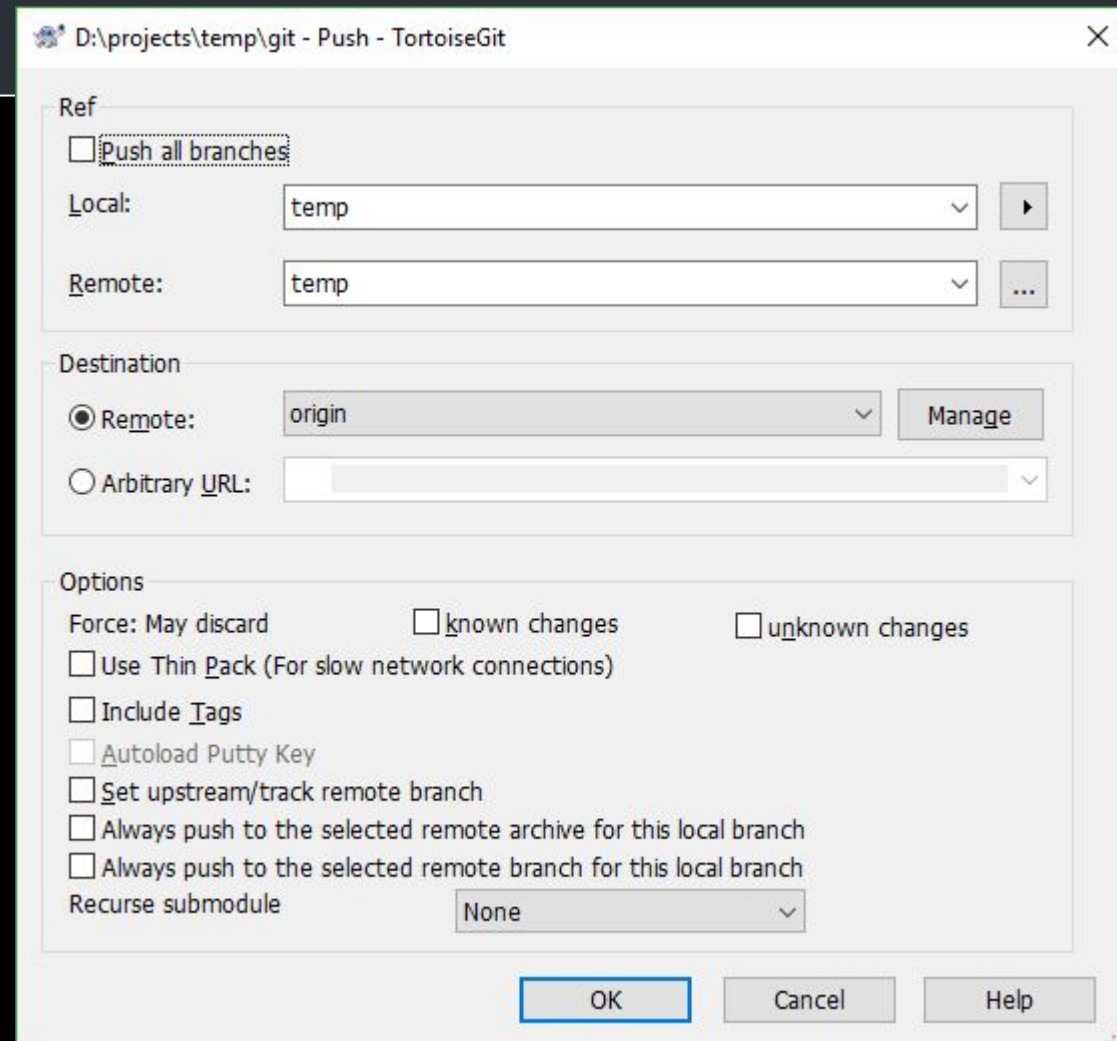 D:\projects\temp\git - Push - TortoiseGit
Ref
Push all branches
Local:
temp
Remote:
temp
...
Destination
Remote:
origin
Manage
Arbitrary URL:
Options
Force: May discard
known changes
unknown changes
Use Thin Pack (For slow network connections)
Include Tags
Autoload Putty Key
Set upstream/track remote branch
Always push to the selected remote archive for this local branch
Always push to the selected remote branch for this local branch
Recurse submodule
None
OK
Cancel
Help